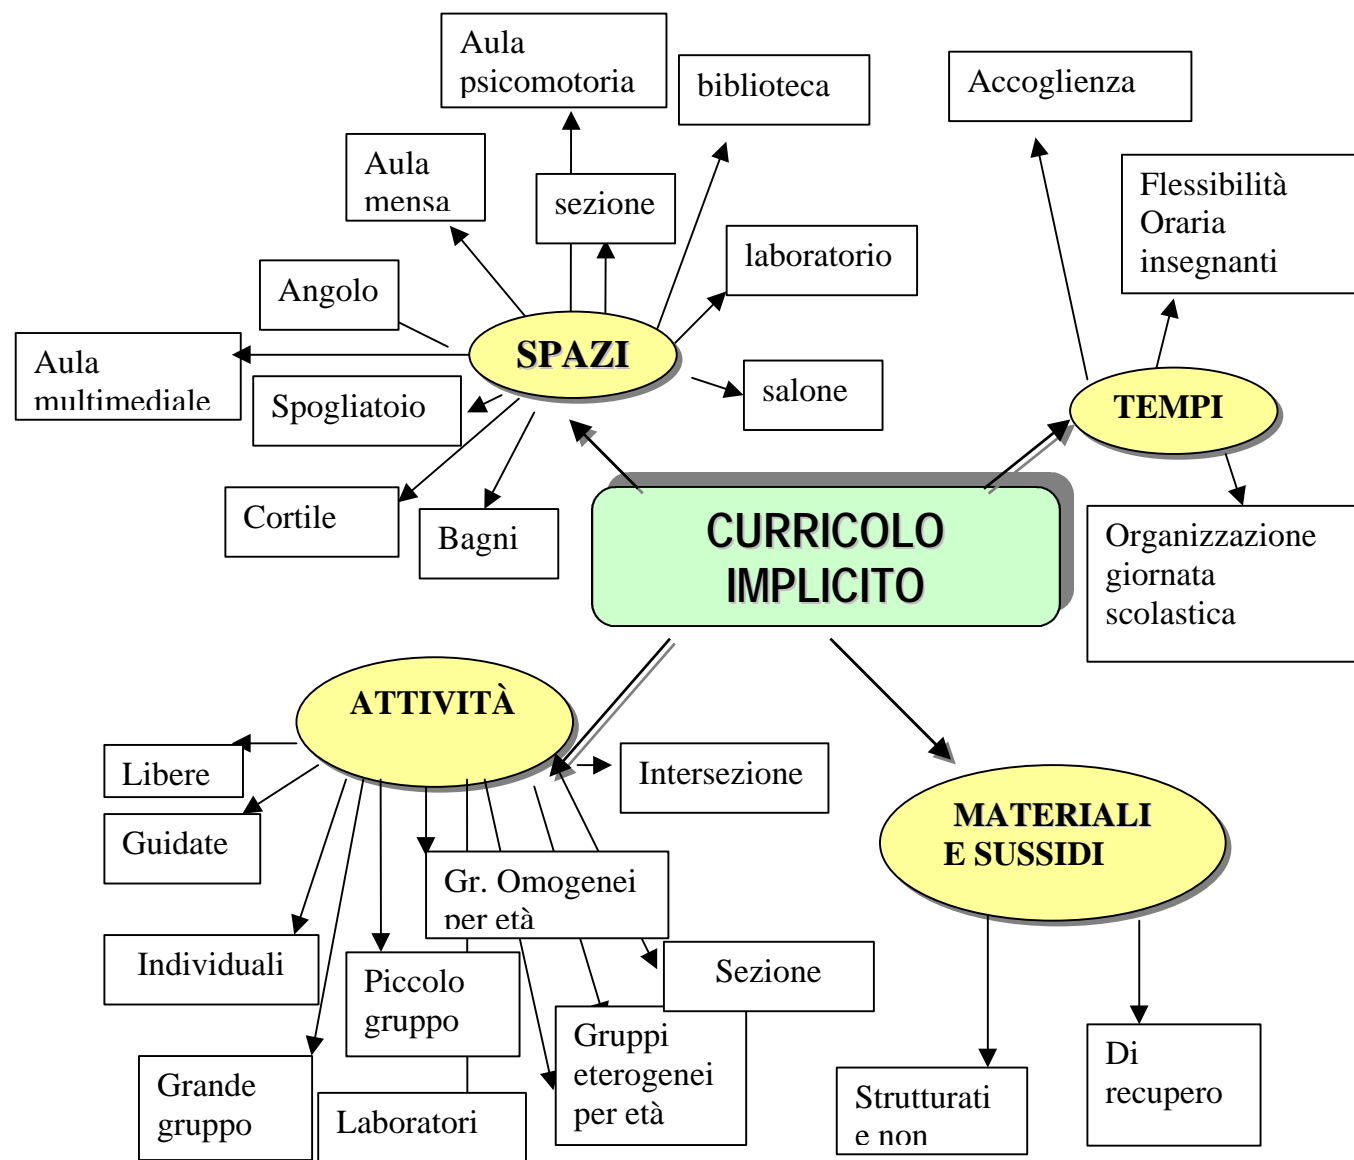 Aula
psicomotoria
biblioteca
Accoglienza
Aula
mensa
sezione
Flessibilità
Oraria
insegnanti
laboratorio
Angolo
SPAZI
Aula
multimediale
Spogliatoio
salone
TEMPI
Cortile
Bagni
CURRICOLO
IMPLICITO
Organizzazione
giornata
scolastica
ATTIVITÀ
Libere
Intersezione
Guidate
MATERIALI
E SUSSIDI
Gr. Omogenei
per età
Individuali
Piccolo
gruppo
Sezione
Gruppi
eterogenei
per età
Di
recupero
Grande
gruppo
Laboratori
Strutturati
e non